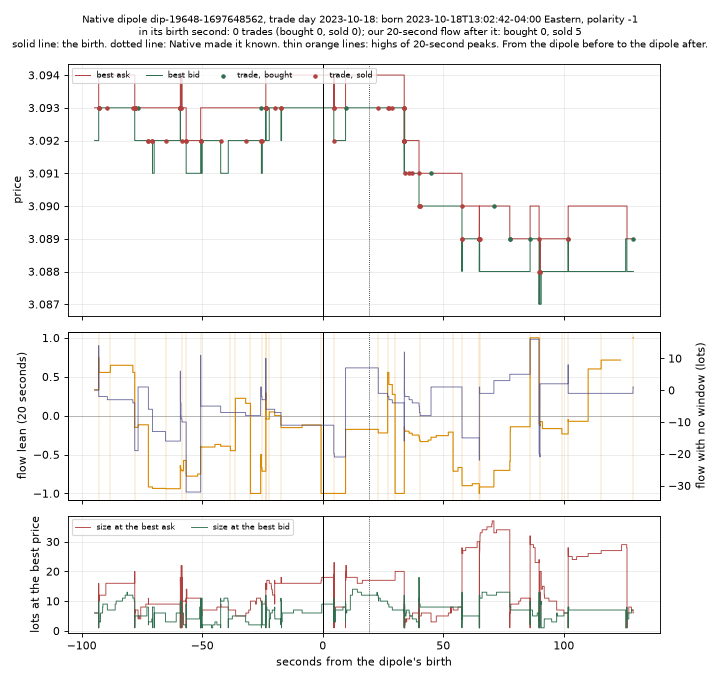 Native dipole dip-19648-1697648562, trade day 2023-10-18: born 2023-10-18T13:02:42-04:00 Eastern, polarity -1
in its birth second: 0 trades (bought 0, sold 0); our 20-second flow after it: bought 0, sold 5
solid line: the birth. dotted line: Native made it known. thin orange lines: highs of 20-second peaks. From the dipole before to the dipole after.
best ask
best bid
trade, bought
trade, sold
3.094
3.093
3.092
3.091
3.090
3.089
3.088
3.087
price
1.0
0.5
0.0
−0.5
−1.0
flow lean (20 seconds)
10
0
−10
−20
−30
flow with no window (lots)
size at the best ask
size at the best bid
30
20
10
0
lots at the best price
−100
−50
0
50
100
seconds from the dipole's birth